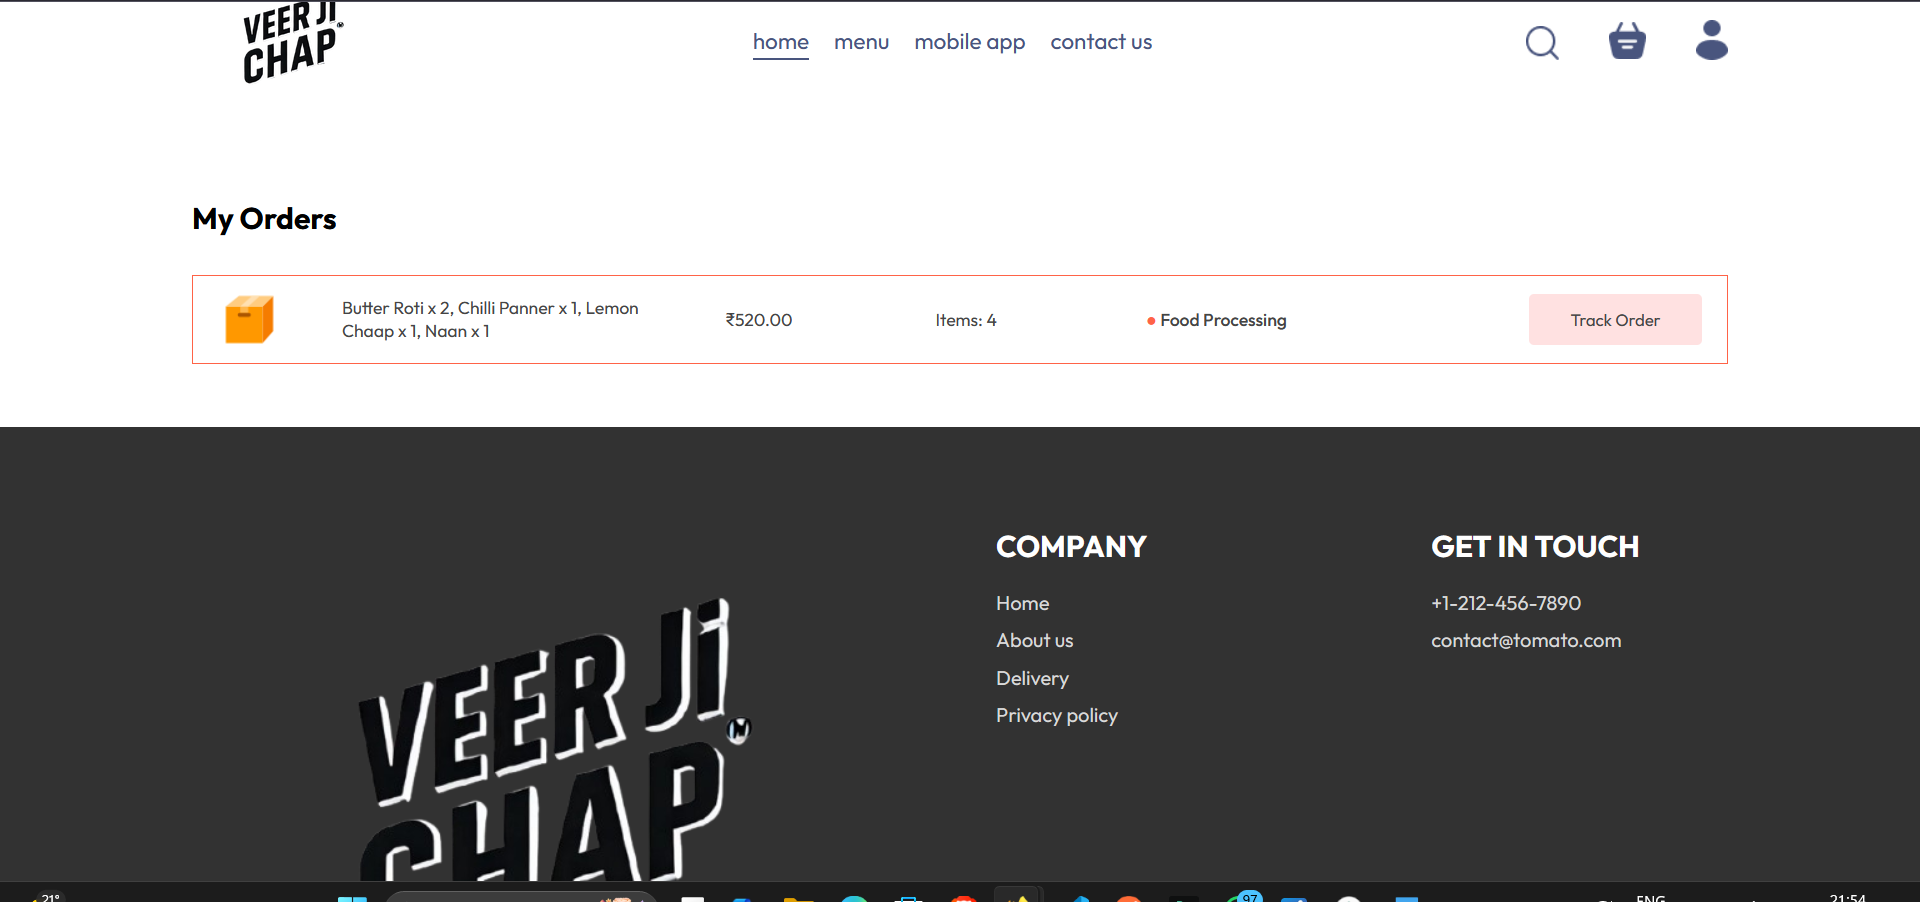 VEER Ji
CHAP
home menu mobile app contact us
My Orders
Butter Roti x 2, Chilli Panner x 1, Lemon
Chaap x 1, Naan x 1
₹520.00
Items: 4
Food Processing
Track Order
VEER Ji
CHAP
COMPANY
Home
About us
Delivery
Privacy policy
GET IN TOUCH
+1-212-456-7890
contact@tomato.com
21°
97
ENG
21:54